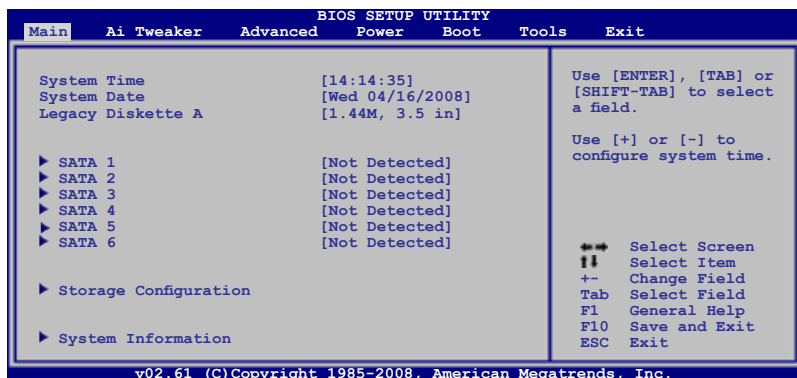 BIOS SETUP UTILITY
Main Ai Tweaker Advanced Power Boot Tools Exit
System Time [14:14:35]
System Date [Wed 04/16/2008]
Legacy Diskette A [1.44M, 3.5 in]
SATA 1 [Not Detected]
SATA 2 [Not Detected]
SATA 3 [Not Detected]
SATA 4 [Not Detected]
SATA 5 [Not Detected]
SATA 6 [Not Detected]
Storage Configuration
System Information
Use [ENTER], [TAB] or
[SHIFT-TAB] to select
a field.
Use [+] or [-] to
configure system time.
Select Screen
Select Item
+- Change Field
Tab Select Field
F1 General Help
F10 Save and Exit
ESC Exit
v02.61 (C)Copyright 1985-2008, American Megatrends, Inc.